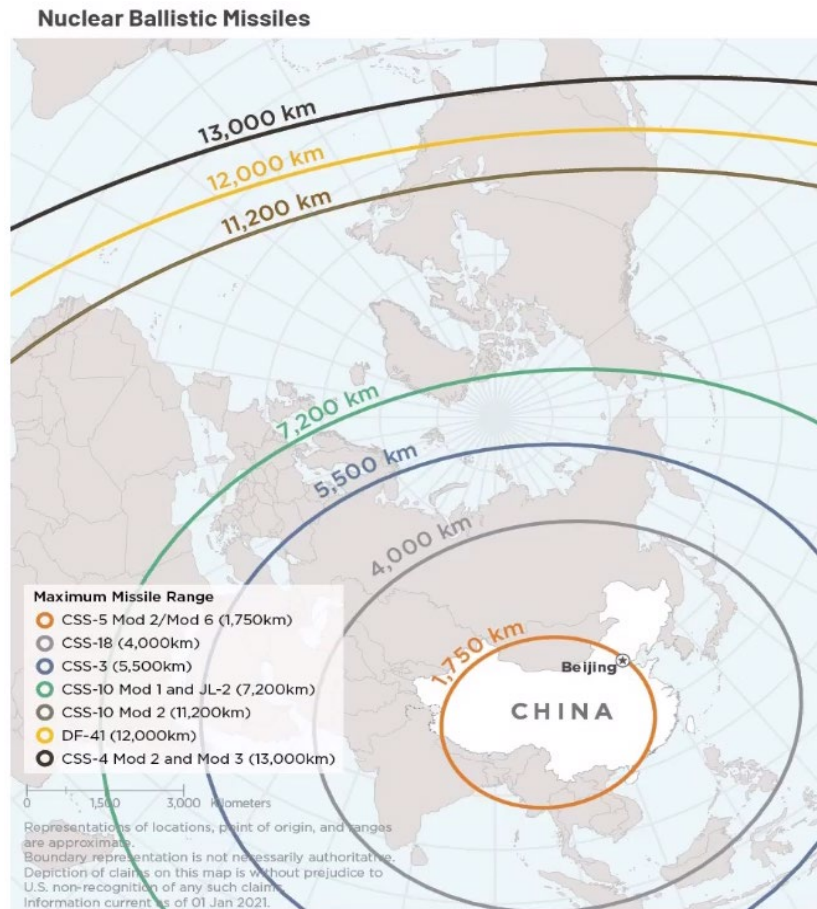 Nuclear Ballistic Missiles
13,000 km
12,000 km
11,200 km
7,200 km
5,500 km
4,000 km
1,750 km
Beijing
CHINA
Maximum Missile Range
CSS-5 Mod 2/Mod 6 (1,750km)
CSS-18 (4,000km)
CSS-3 (5,500km)
CSS-10 Mod 1 and JL-2 (7,200km)
CSS-10 Mod 2 (11,200km)
DF-41 (12,000km)
CSS-4 Mod 2 and Mod 3 (13,000km)
0 1,500 3,000 Kilometers
Representations of locations, point of origin, and ranges
are approximate.
Boundary representation is not necessarily authoritative.
Depiction of claims on this map is without prejudice to
U.S. non-recognition of any such claims.
Information current as of 01 Jan 2021.